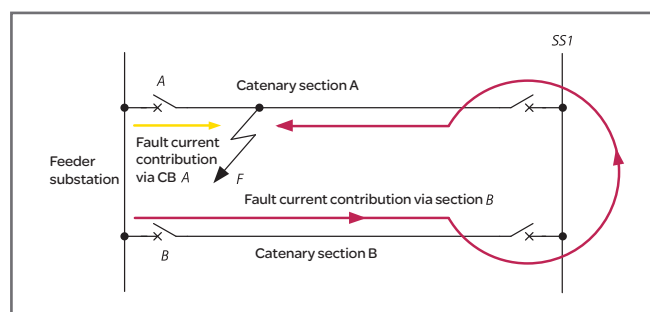 SS1
A
Catenary section A
Fault current
contribution
via CB A
Feeder
substation
F
Fault current contribution via section B
Catenary section B
B